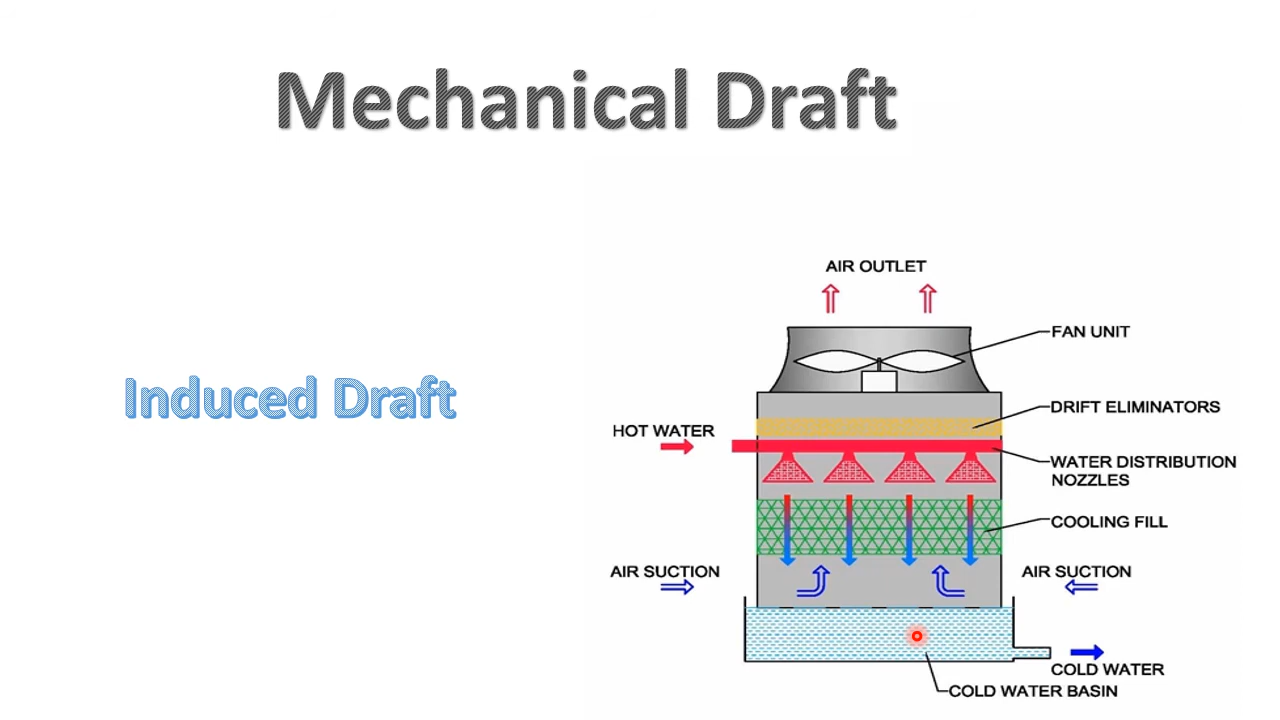 Mechanical Draft
AIR OUTLET
FAN UNIT
Induced Draft
DRIFT ELIMINATORS
HOT WATER
WATER DISTRIBUTION
NOZZLES
COOLING FILL
AIR SUCTION
AIR SUCTION
COLD WATER
COLD WATER BASIN